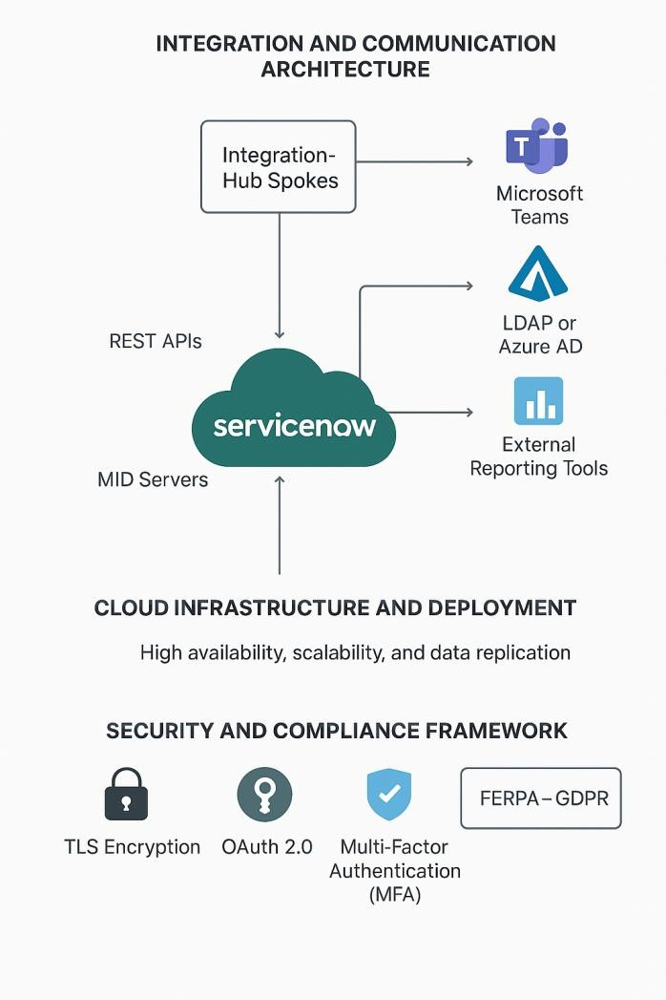 INTEGRATION AND COMMUNICATION
ARCHITECTURE
Integration-
Hub Spokes
T
Microsoft
Teams
LDAP or
Azure AD
REST APIs
servicenow
External
Reporting Tools
MID Servers
CLOUD INFRASTRUCTURE AND DEPLOYMENT
High availability, scalability, and data replication
SECURITY AND COMPLIANCE FRAMEWORK
TLS Encryption
OAuth 2.0
Multi-Factor
Authentication
(MFA)
FERPA–GDPR